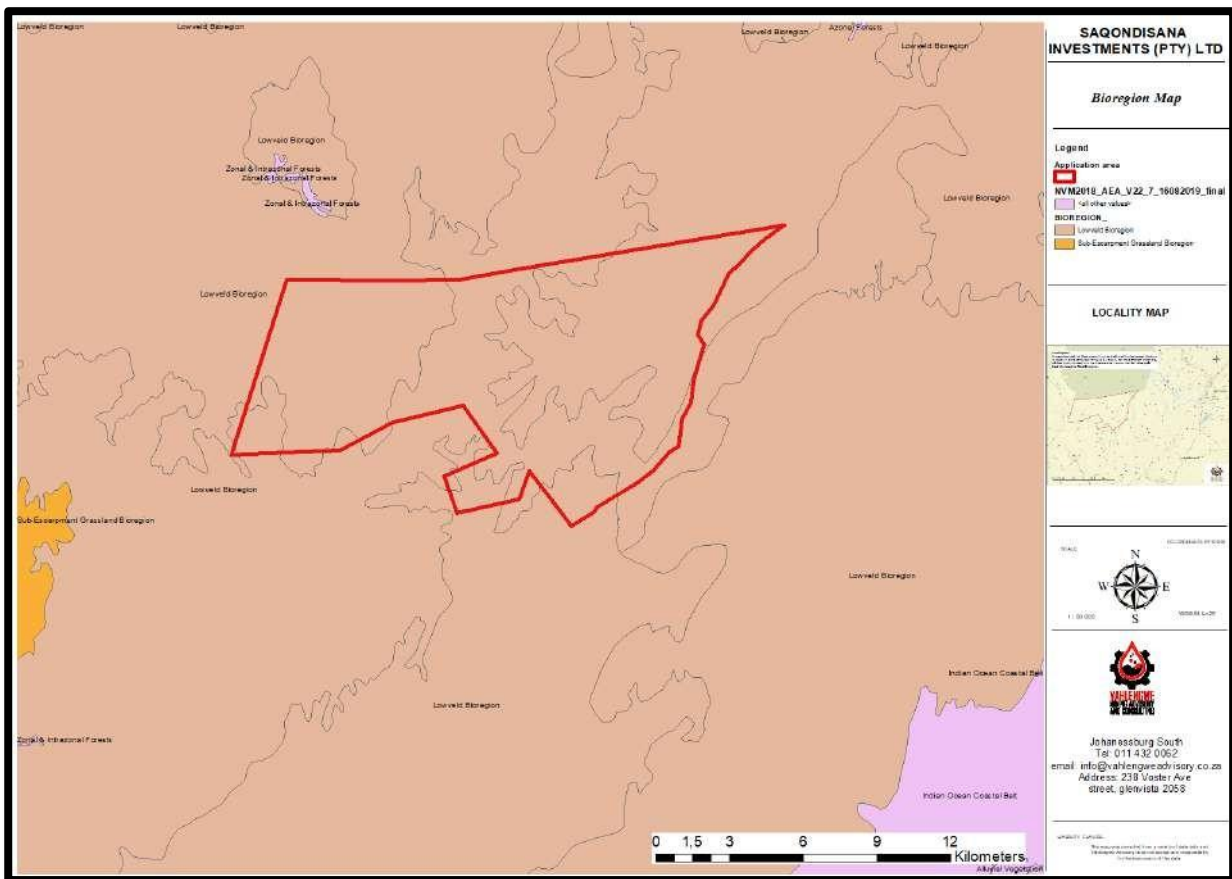 Lowveld Bioregion
Lowveld Bioregion
Lowveld Bioregion
Azonal Forests
Lowveld Bioregion
Lowveld Bioregion
Zonal & Intrazonal Forests
Zonal & Intrazonal Forests
Zonal & Intrazonal Forests
Lowveld Bioregion
Lowveld Bioregion
Lowveld Bioregion
Sub-Escarpment Grassland Bioregion
Lowveld Bioregion
Lowveld Bioregion
Indian Ocean Coastal Belt
Zonal & Intrazonal Forests
Indian Ocean Coastal Belt
Alluvial Vegetation
0 1,5 3 6 9 12
Kilometers
SAQONDISANA
INVESTMENTS (PTY) LTD
Bioregion Map
Legend
Application area
NVM2018_AEA_V22_7_16082019_final
<all other values>
BIOREGION_
Lowveld Bioregion
Sub-Escarpment Grassland Bioregion
LOCALITY MAP
SCALE
N
W E
S
VAHLENGWE
Johanessburg South
Tel: 011 432 0062
email: info@vahlengweadvisory.co.za
Address: 238 Voster Ave
street, glenvista 2058